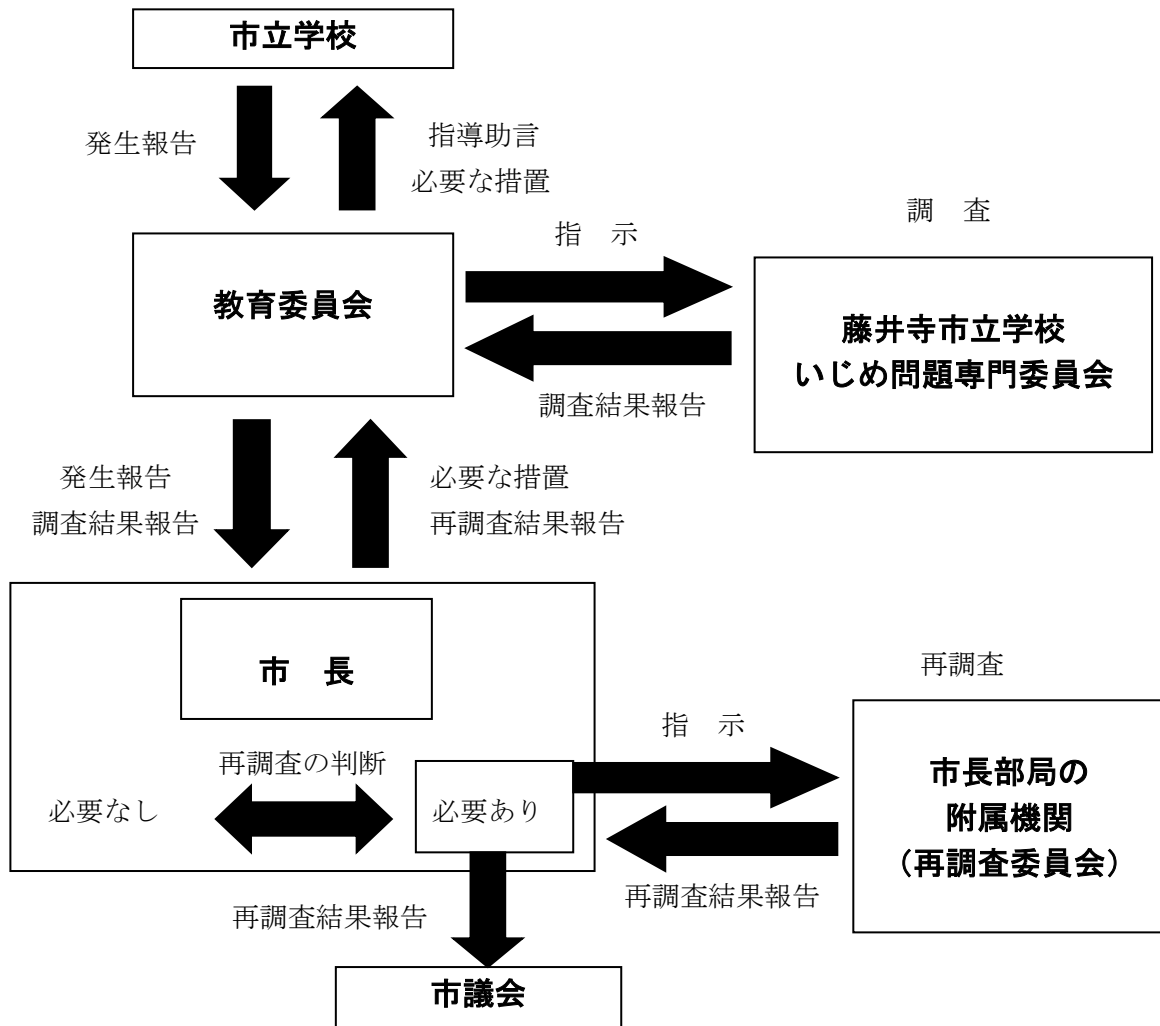 市立学校
発生報告
指導助言
必要な措置
調　査
指　示
教育委員会
藤井寺市立学校
いじめ問題専門委員会
調査結果報告
発生報告
調査結果報告
必要な措置
再調査結果報告
市　長
再調査
指　示
再調査の判断
必要なし
必要あり
市長部局の
附属機関
（再調査委員会）
再調査結果報告
再調査結果報告
市議会